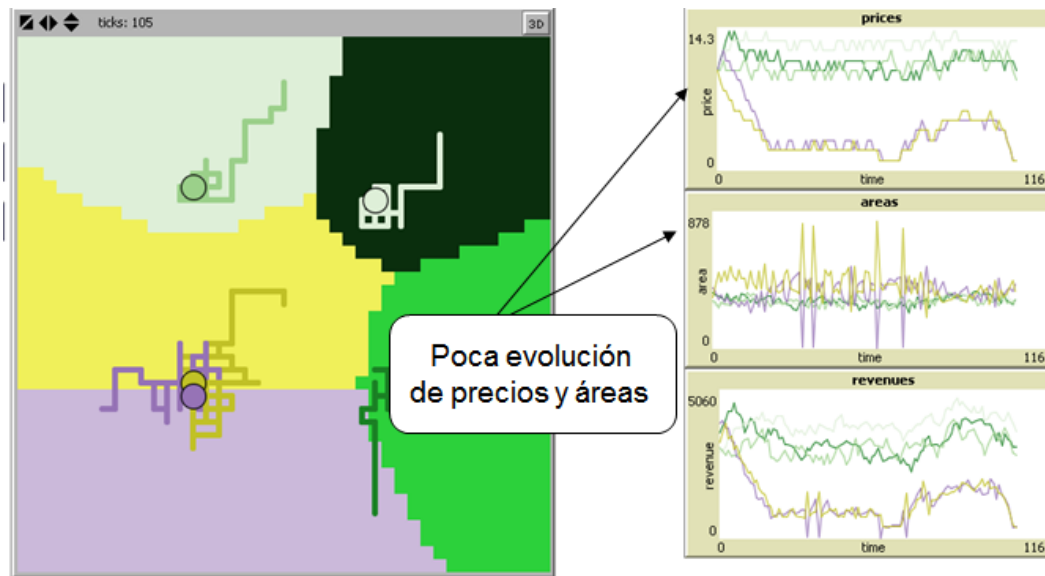 ticks: 105
3D
prices
14.3
price
0
0
time
116
areas
878
area
0
0
time
116
revenues
5060
revenue
0
0
time
116
Poca evolución
de precios y áreas